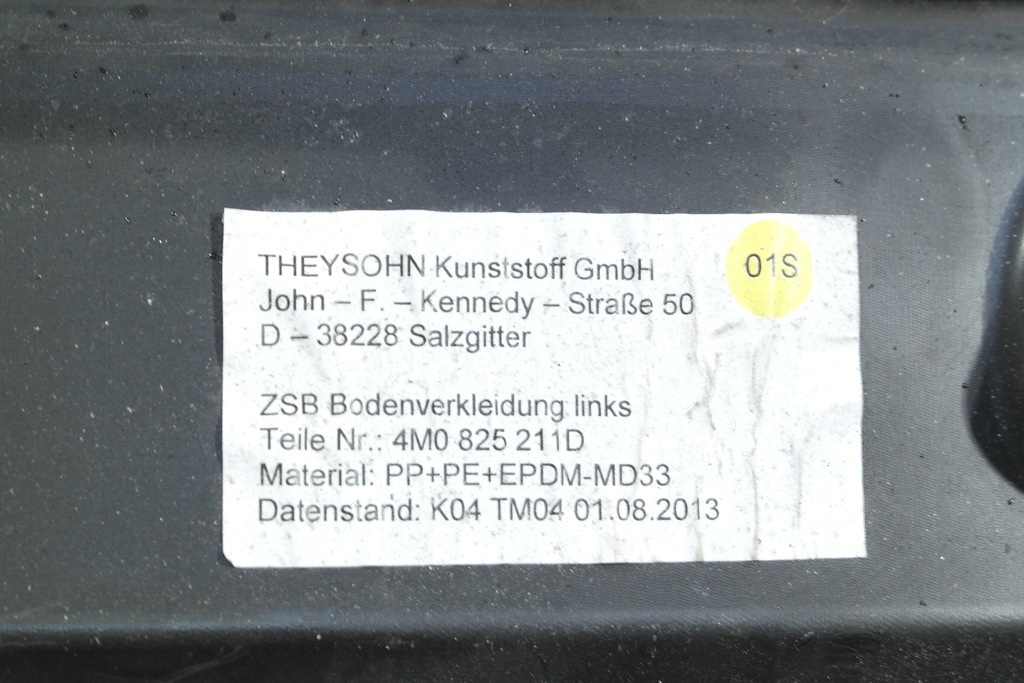 THEYSOHN Kunststoff GmbH
01S
John – F. – Kennedy – Straße 50
D – 38228 Salzgitter
ZSB Bodenverkleidung links
Teile Nr.: 4M0 825 211D
Material: PP+PE+EPDM-MD33
Datenstand: K04 TM04 01.08.2013